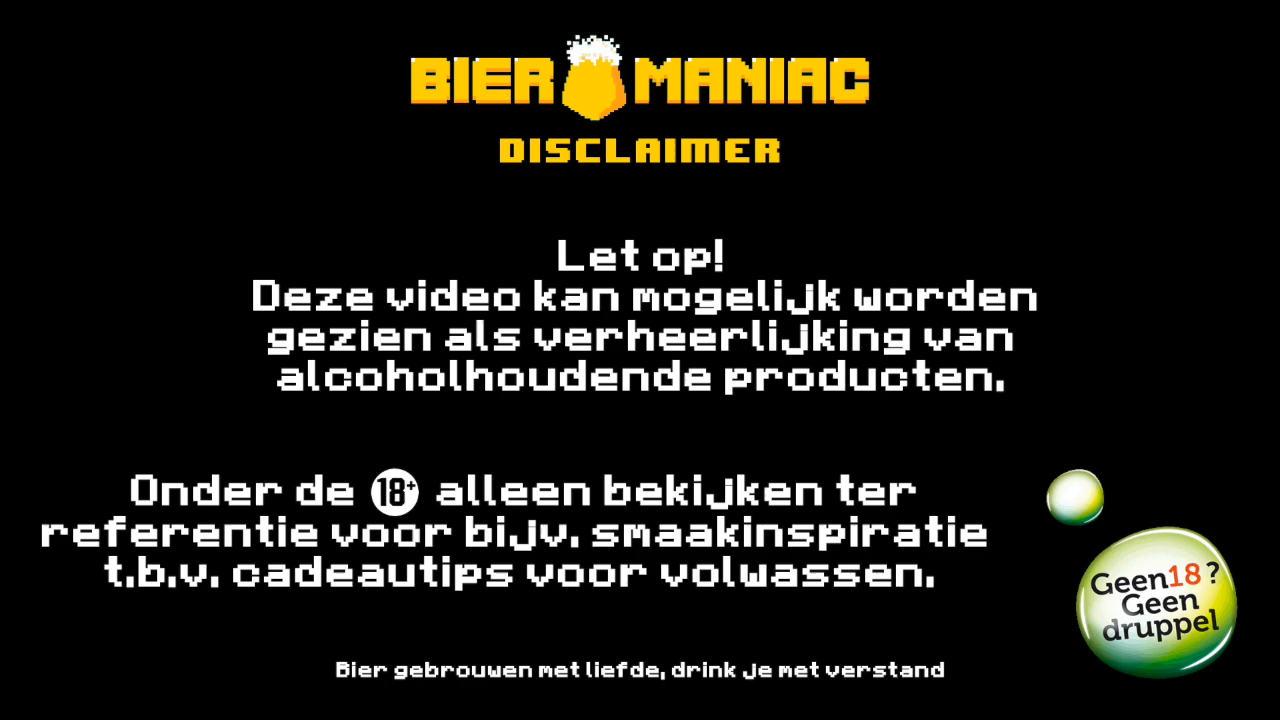 BIER MANIAC
DISCLAIMER
Let op!
Deze video kan mogelijk worden
gezien als verheerlijking van
alcoholhoudende producten.
Onder de 18+ alleen bekijken ter
referentie voor bijv. smaakinspiratie
t.b.v. cadeautips voor volwassen.
Geen18?
Geen
druppel
Bier gebrouwen met liefde, drink je met verstand